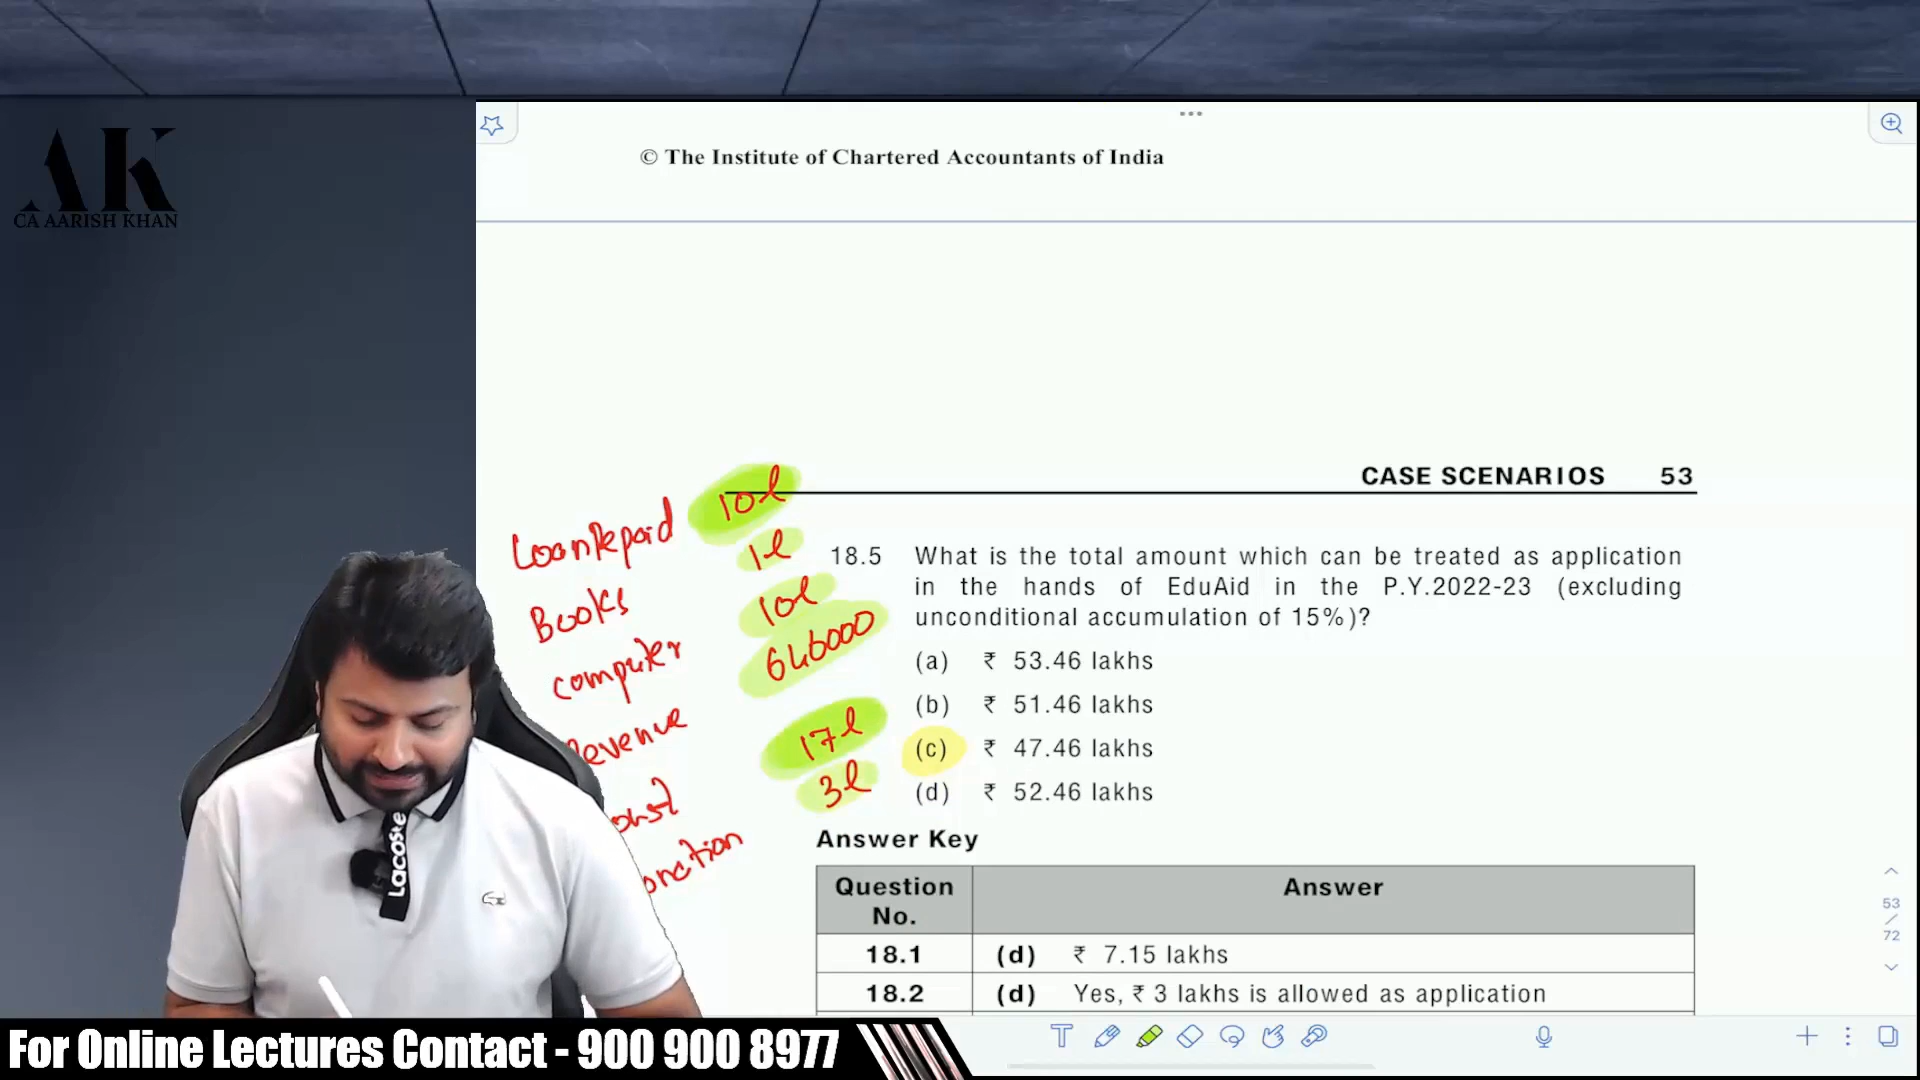 AK
CA AARISH KHAN
© The Institute of Chartered Accountants of India
CASE SCENARIOS 53
Loan Repaid 10l
Books 1l
computer 10l
Revenue 646000
17l
3l
18.5 What is the total amount which can be treated as application
in the hands of EduAid in the P.Y.2022-23 (excluding
unconditional accumulation of 15%)?
(a) ₹ 53.46 lakhs
(b) ₹ 51.46 lakhs
(c) ₹ 47.46 lakhs
(d) ₹ 52.46 lakhs
Answer Key
Question No. Answer
18.1 (d) ₹ 7.15 lakhs
18.2 (d) Yes, ₹ 3 lakhs is allowed as application
53
/
72
Lacoste
T
For Online Lectures Contact - 900 900 8977